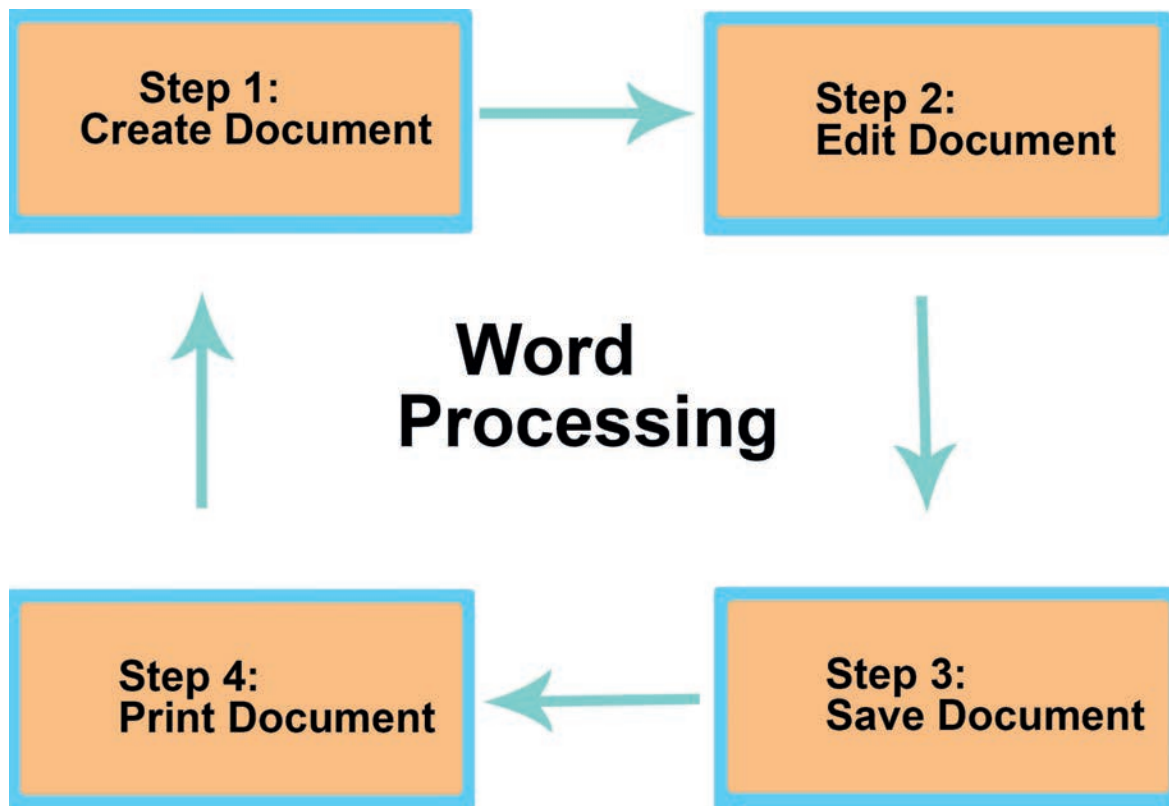 Step 1:
Create Document
Step 2:
Edit Document
Word
Processing
Step 4:
Print Document
Step 3:
Save Document